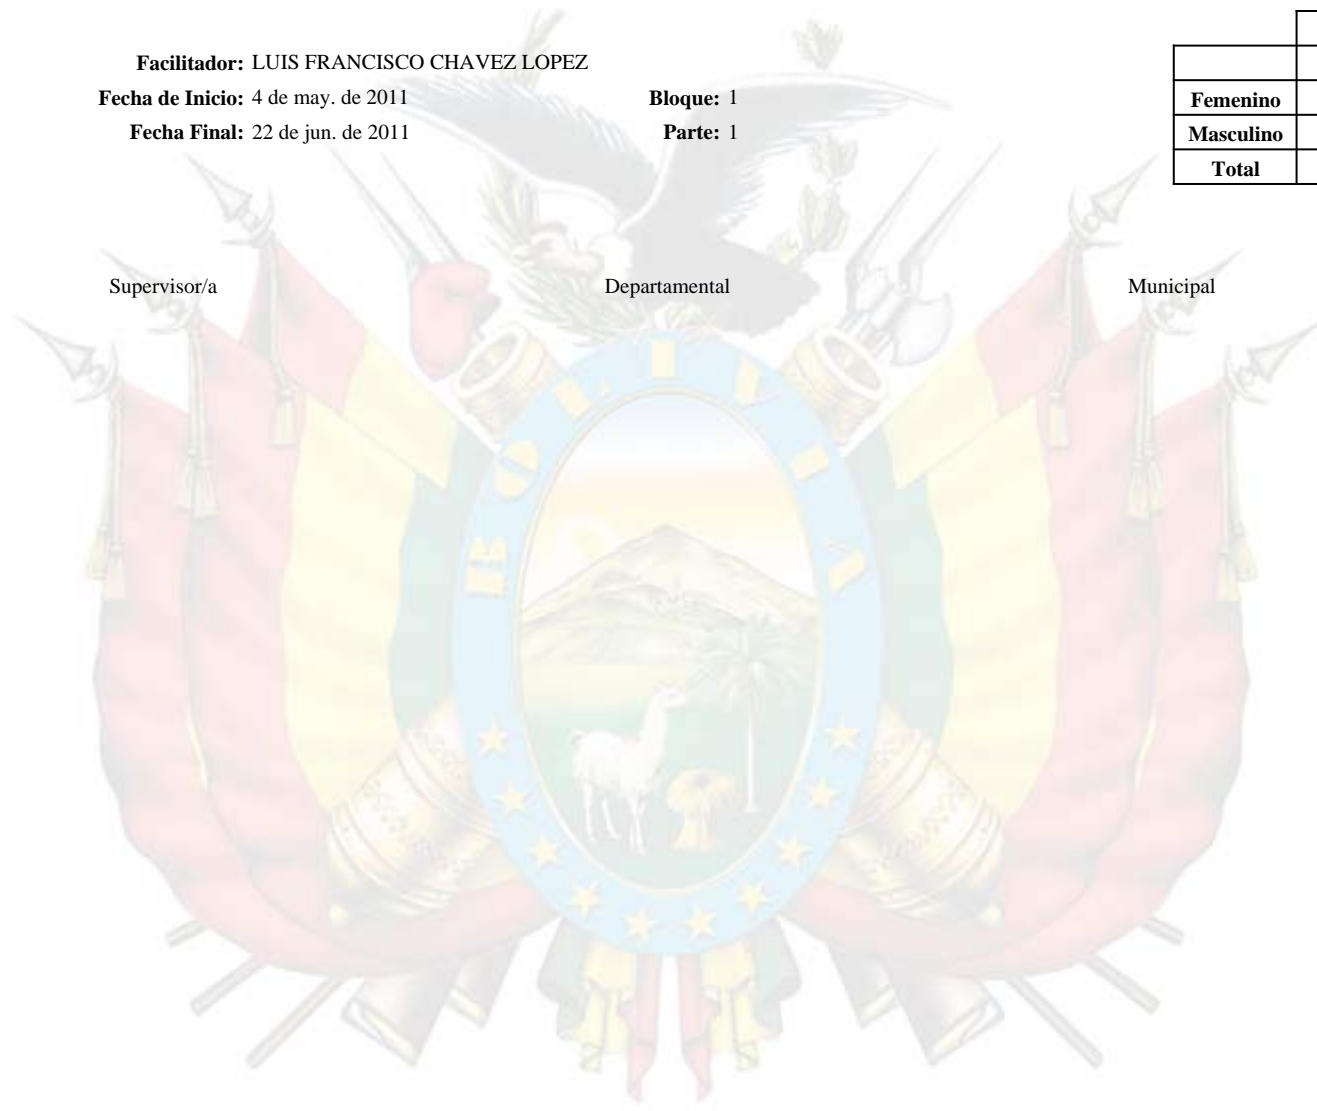 Facilitador: LUIS FRANCISCO CHAVEZ LOPEZ
Fecha de Inicio: 4 de may. de 2011 Bloque: 1
Fecha Final: 22 de jun. de 2011 Parte: 1
Femenino
Masculino
Total
Supervisor/a Departamental Municipal
BOLIVIA